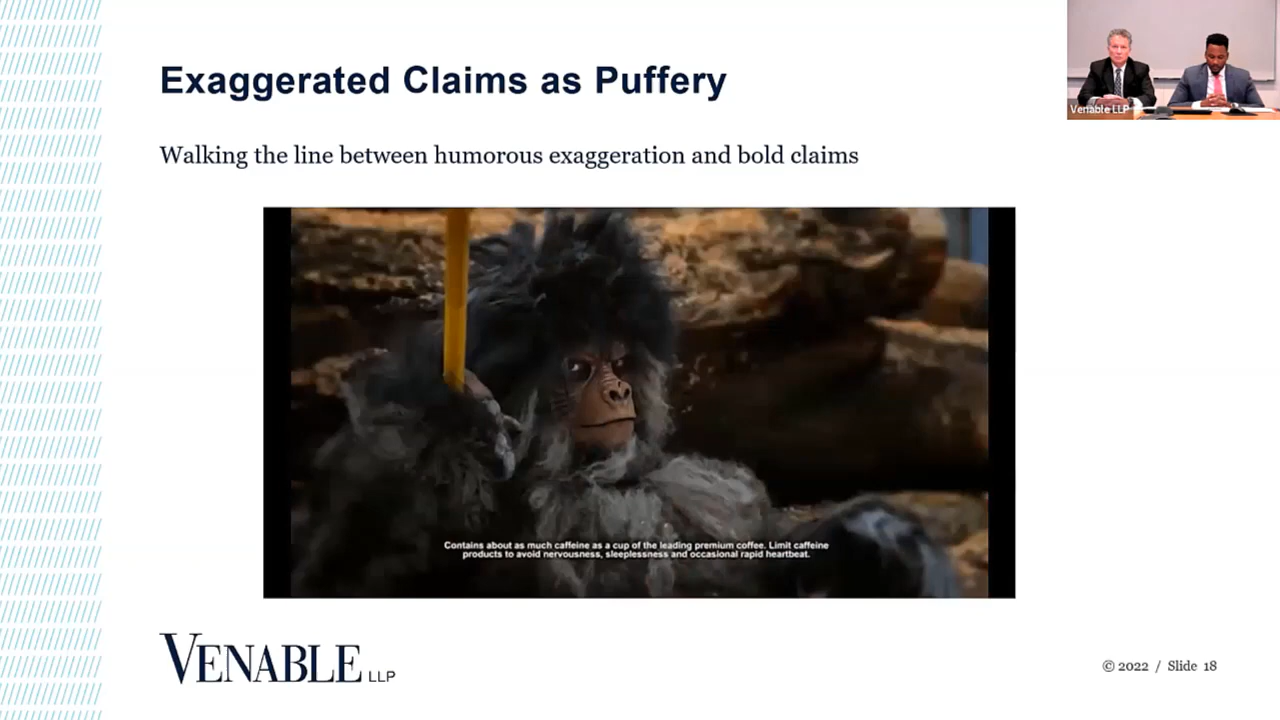 Exaggerated Claims as Puffery
Venable LLP
Walking the line between humorous exaggeration and bold claims
Contains about as much caffeine as a cup of the leading premium coffee. Limit caffeine
products to avoid nervousness, sleeplessness and occasional rapid heartbeat.
VENABLE LLP
© 2022 / Slide 18